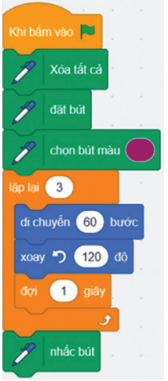 Khi bấm vào
Xóa tất cả
đặt bút
chọn bút màu
lặp lại 3
di chuyển 60 bước
xoay 120 độ
đợi 1 giây
nhấc bút